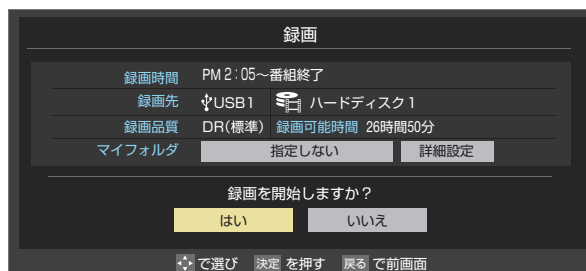 録画
録画時間 PM 2:05～番組終了
録画先 USB1 ハードディスク1
録画品質 DR(標準) 録画可能時間 26時間50分
マイフォルダ 指定しない 詳細設定
録画を開始しますか？
はい いいえ
で選び 決定 を押す 戻る で前画面